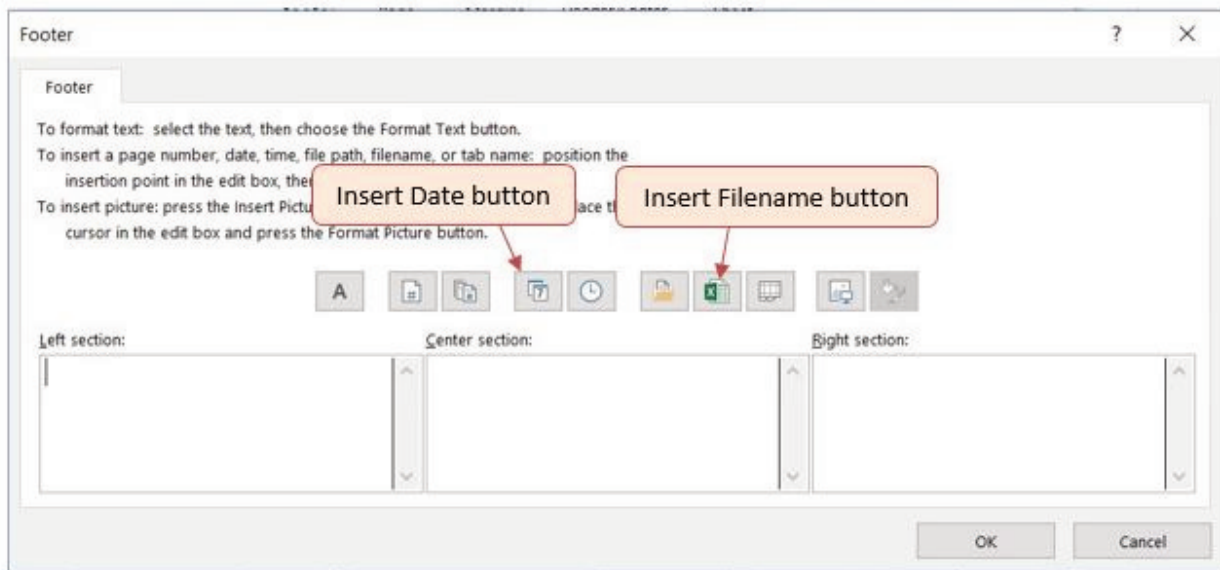 Footer
?
Footer
To format text: select the text, then choose the Format Text button.
To insert a page number, date, time, file path, filename, or tab name: position the
insertion point in the edit box, the
To insert picture: press the Insert Pictu
ace th
cursor in the edit box and press the Format Picture button.
Insert Date button
Insert Filename button
A
Left section:
Center section:
Right section:
OK
Cancel